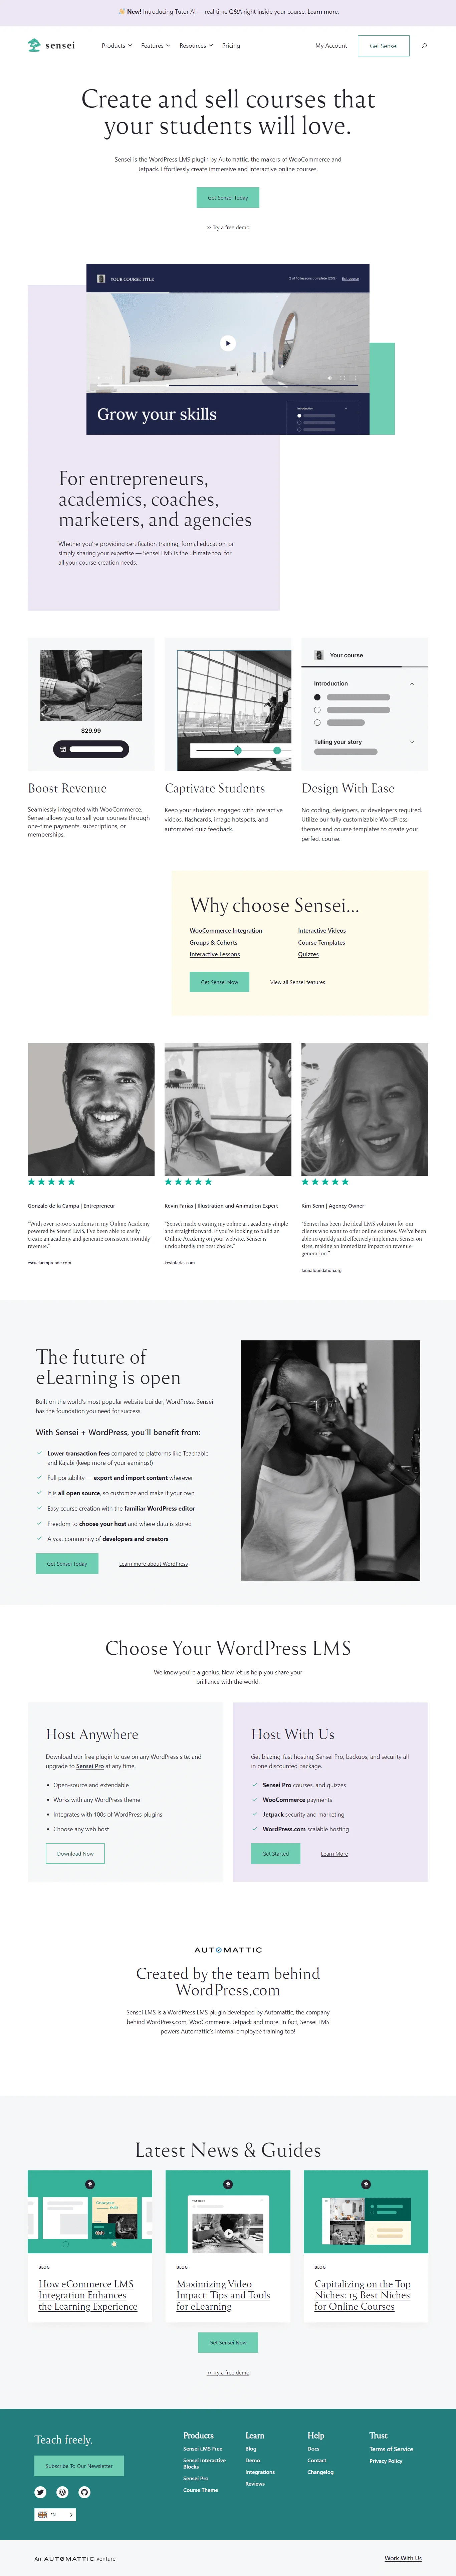 New! Introducing Tutor AI — real time Q&A right inside your course. Learn more.
sensei
Products
Features
Resources
Pricing
My Account
Get Sensei
Create and sell courses that
your students will love.
Sensei is the WordPress LMS plugin by Automattic, the makers of WooCommerce and
Jetpack. Effortlessly create immersive and interactive online courses.
Get Sensei Today
>> Try a free demo
YOUR COURSE TITLE
Exit course
Grow your skills
Introduction
For entrepreneurs,
academics, coaches,
marketers, and agencies
Whether you're providing certification training, formal education, or
simply sharing your expertise — Sensei LMS is the ultimate tool for
all your course creation needs.
$29.99
Your course
Introduction
Telling your story
Boost Revenue
Seamlessly integrated with WooCommerce,
Sensei allows you to sell your courses through
one-time payments, subscriptions, or
memberships.
Captivate Students
Keep your students engaged with interactive
videos, flashcards, image hotspots, and
automated quiz feedback.
Design With Ease
No coding, designers, or developers required.
Utilize our fully customizable WordPress
themes and course templates to create your
perfect course.
Why choose Sensei…
WooCommerce Integration
Interactive Videos
Groups & Cohorts
Course Templates
Interactive Lessons
Quizzes
Get Sensei Now
View all Sensei features
Gonzalo de la Campa | Entrepreneur
"With over 10,000 students in my Online Academy
powered by Sensei LMS, I've been able to easily
create an academy and generate consistent monthly
revenue."
escuelaemprende.com
Kevin Farias | Illustration and Animation Expert
"Sensei made creating my online art academy simple
and straightforward. If you're looking to build an
Online Academy on your website, Sensei is
undoubtedly the best choice."
kevinfarias.com
Kim Senn | Agency Owner
"Sensei has been the ideal LMS solution for our
clients who want to offer online courses. We've been
able to quickly and effectively implement Sensei on
sites, making an immediate impact on revenue
generation."
faunafoundation.org
The future of
eLearning is open
Built on the world's most popular website builder, WordPress, Sensei
has the foundation you need for success.
With Sensei + WordPress, you'll benefit from:
Lower transaction fees compared to platforms like Teachable
and Kajabi (keep more of your earnings!)
Full portability — export and import content wherever
It is all open source, so customize and make it your own
Easy course creation with the familiar WordPress editor
Freedom to choose your host and where data is stored
A vast community of developers and creators
Get Sensei Today
Learn more about WordPress
Choose Your WordPress LMS
We know you're a genius. Now let us help you share your
brilliance with the world.
Host Anywhere
Download our free plugin to use on any WordPress site, and
upgrade to Sensei Pro at any time.
Open-source and extendable
Works with any WordPress theme
Integrates with 100s of WordPress plugins
Choose any web host
Download Now
Host With Us
Get blazing-fast hosting, Sensei Pro, backups, and security all
in one discounted package.
Sensei Pro courses, and quizzes
WooCommerce payments
Jetpack security and marketing
WordPress.com scalable hosting
Get Started
Learn More
AUTOMATTIC
Created by the team behind
WordPress.com
Sensei LMS is a WordPress LMS plugin developed by Automattic, the company
behind WordPress.com, WooCommerce, Jetpack and more. In fact, Sensei LMS
powers Automattic's internal employee training too!
Latest News & Guides
BLOG
How eCommerce LMS
Integration Enhances
the Learning Experience
BLOG
Maximizing Video
Impact: Tips and Tools
for eLearning
BLOG
Capitalizing on the Top
Niches: 15 Best Niches
for Online Courses
Get Sensei Now
>> Try a free demo
Teach freely.
Subscribe To Our Newsletter
EN
Products
Sensei LMS Free
Sensei Interactive
Blocks
Sensei Pro
Course Theme
Learn
Blog
Demo
Integrations
Reviews
Help
Docs
Contact
Changelog
Trust
Terms of Service
Privacy Policy
An AUTOMATTIC venture
Work With Us